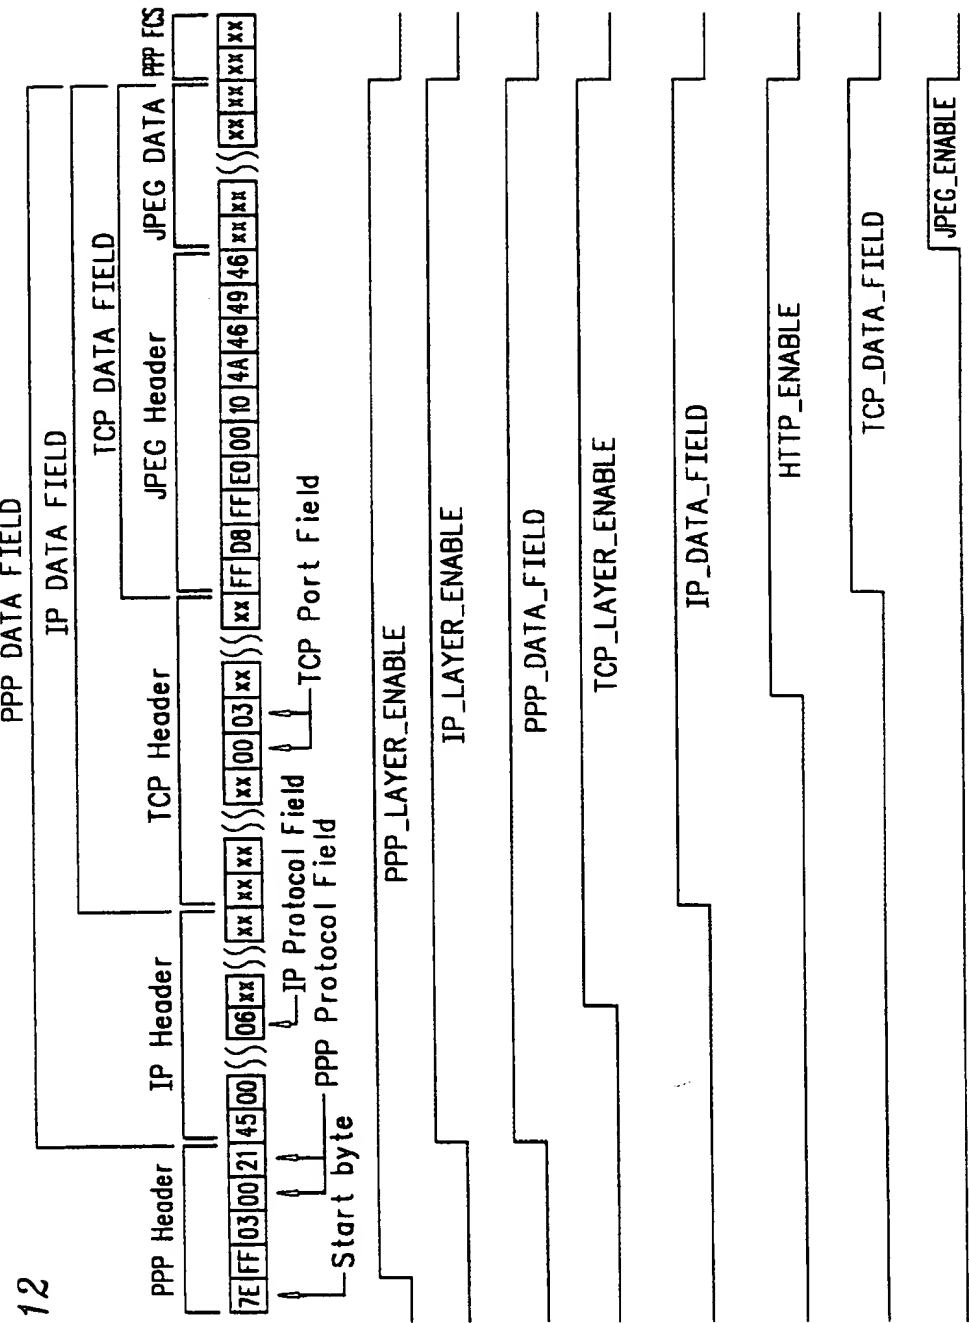 12
PPP DATA FIELD
IP DATA FIELD
TCP DATA FIELD
PPP Header IP Header TCP Header JPEG Header JPEG DATA PPP FCS
7E FF 03 00 21 45 00 06 xx xx xx xx xx 00 03 xx xx FF D8 FF E0 00 10 4A 46 49 46 xx xx xx xx xx xx
Start byte
PPP Protocol Field
IP Protocol Field
TCP Port Field
PPP_LAYER_ENABLE
IP_LAYER_ENABLE
PPP_DATA_FIELD
TCP_LAYER_ENABLE
IP_DATA_FIELD
HTTP_ENABLE
TCP_DATA_FIELD
JPEG_ENABLE